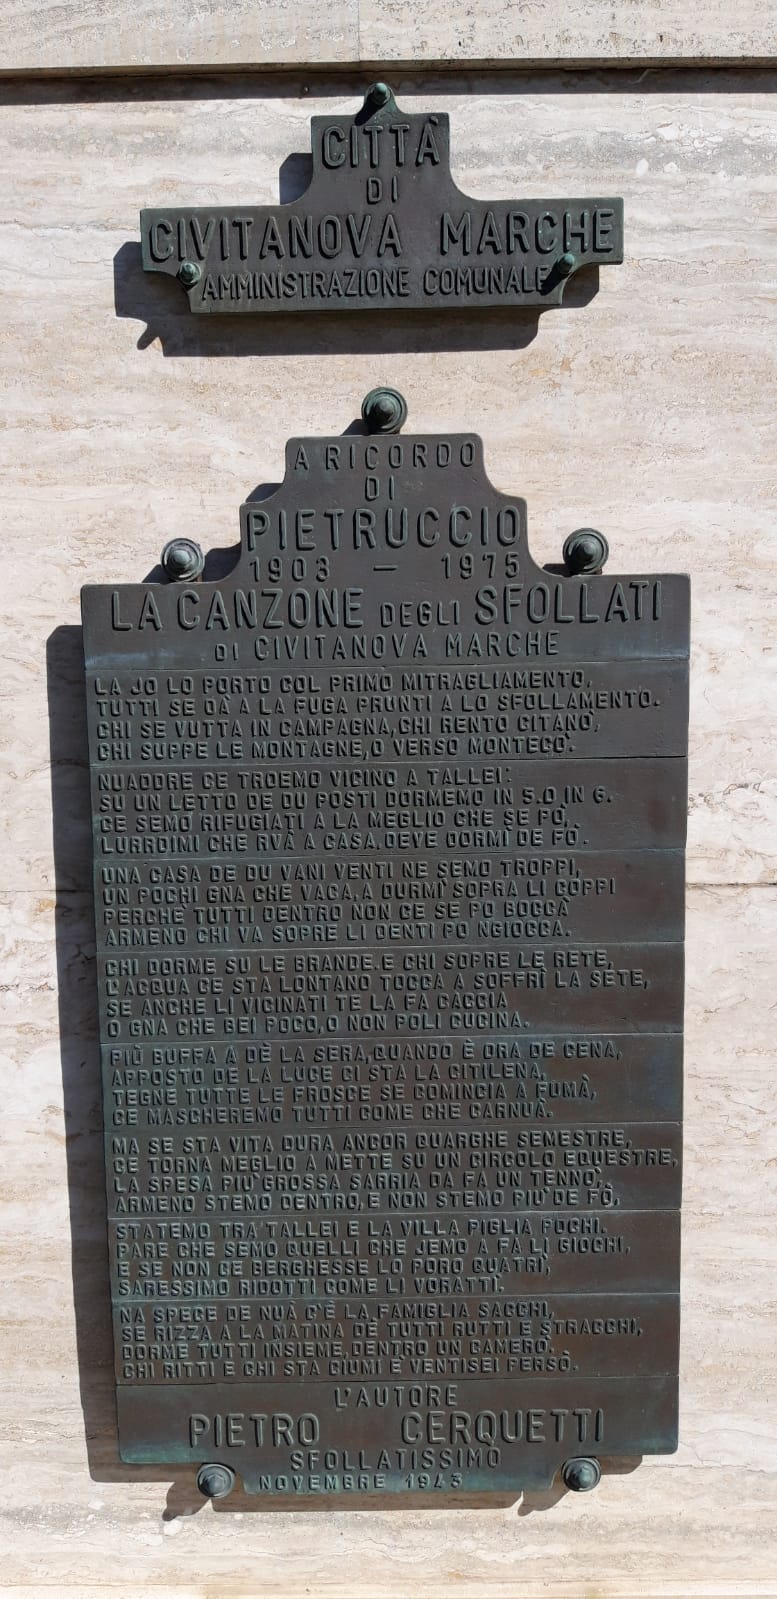 CITTÀ
DI
CIVITANOVA MARCHE
AMMINISTRAZIONE COMUNALE
A RICORDO
DI
PIETRUCCIO
1903 — 1975
LA CANZONE DEGLI SFOLLATI
DI CIVITANOVA MARCHE
LA JO LO PORTO COL PRIMO MITRAGLIAMENTO,
TUTTI SE DÀ A LA FUGA PRUNTI A LO SFOLLAMENTO.
CHI SE VUTTA IN CAMPAGNA, CHI RENTO CITANÒ,
CHI SUPPE LE MONTAGNE, O VERSO MONTECÒ.
NUADDRE CE TROEMO VICINO A TALLEI:
SU UN LETTO DE DU POSTI DORMEMO IN 5.O IN 6.
CE SEMO RIFUGIATI A LA MEGLIO CHE SE PÒ,
L'URRDIMI CHE RVÀ A CASA, DEVE DORMÌ DE FÒ.
UNA CASA DE DU VANI VENTI NE SEMO TROPPI,
UN POCHI GNA CHE VACA, A DURMÌ SOPRA LI COPPI
PERCHE TUTTI DENTRO NON CE SE PO BOCCÀ
ARMENO CHI VA SOPRE LI DENTI PO NGIOCCA.
CHI DORME SU LE BRANDE. E CHI SOPRE LE RETE,
L'ACQUA CE STA LONTANO TOCCA A SOFFRÌ LA SETE,
SE ANCHE LI VICINATI TE LA FA CACCIA
O GNA CHE BEI POCO, O NON POLI CUCINA.
PIÙ BUFFA A DÈ LA SERA, QUANDO È ORA DE CENA,
APPOSTO DE LA LUCE CI STA LA CITILENA,
TEGNE TUTTE LE FROSCE SE COMINCIA A FUMÀ,
CE MASCHEREMO TUTTI COME CHE CARNUÀ.
MA SE STA VITA DURA ANCOR QUARGHE SEMESTRE,
CE TORNA MEGLIO A METTE SU UN CIRCOLO EQUESTRE,
LA SPESA PIU' GROSSA SARRIA DA FA UN TENNÒ,
ARMENO STEMO DENTRO, E NON STEMO PIU' DE FÒ,
STATEMO TRA TALLEI E LA VILLA PIGLIA FOCHI.
PARE CHE SEMO QUELLI CHE JEMO A FA LI GIOCHI,
E SE NON CE BERGHESSE LO PORO QUATRÌ,
SARESSIMO RIDOTTI COME LI VORATTI.
NA SPECE DE NUÀ C'È LA FAMIGLIA SACCHI,
SE RIZZA A LA MATINA DE TUTTI RUTTI E STRACCHI,
DORME TUTTI INSIEME, DENTRO UN CAMERÒ.
CHI RITTI E CHI STA CIUMI E VENTISEI PERSÒ.
L'AUTORE
PIETRO CERQUETTI
SFOLLATISSIMO
NOVEMBRE 1943